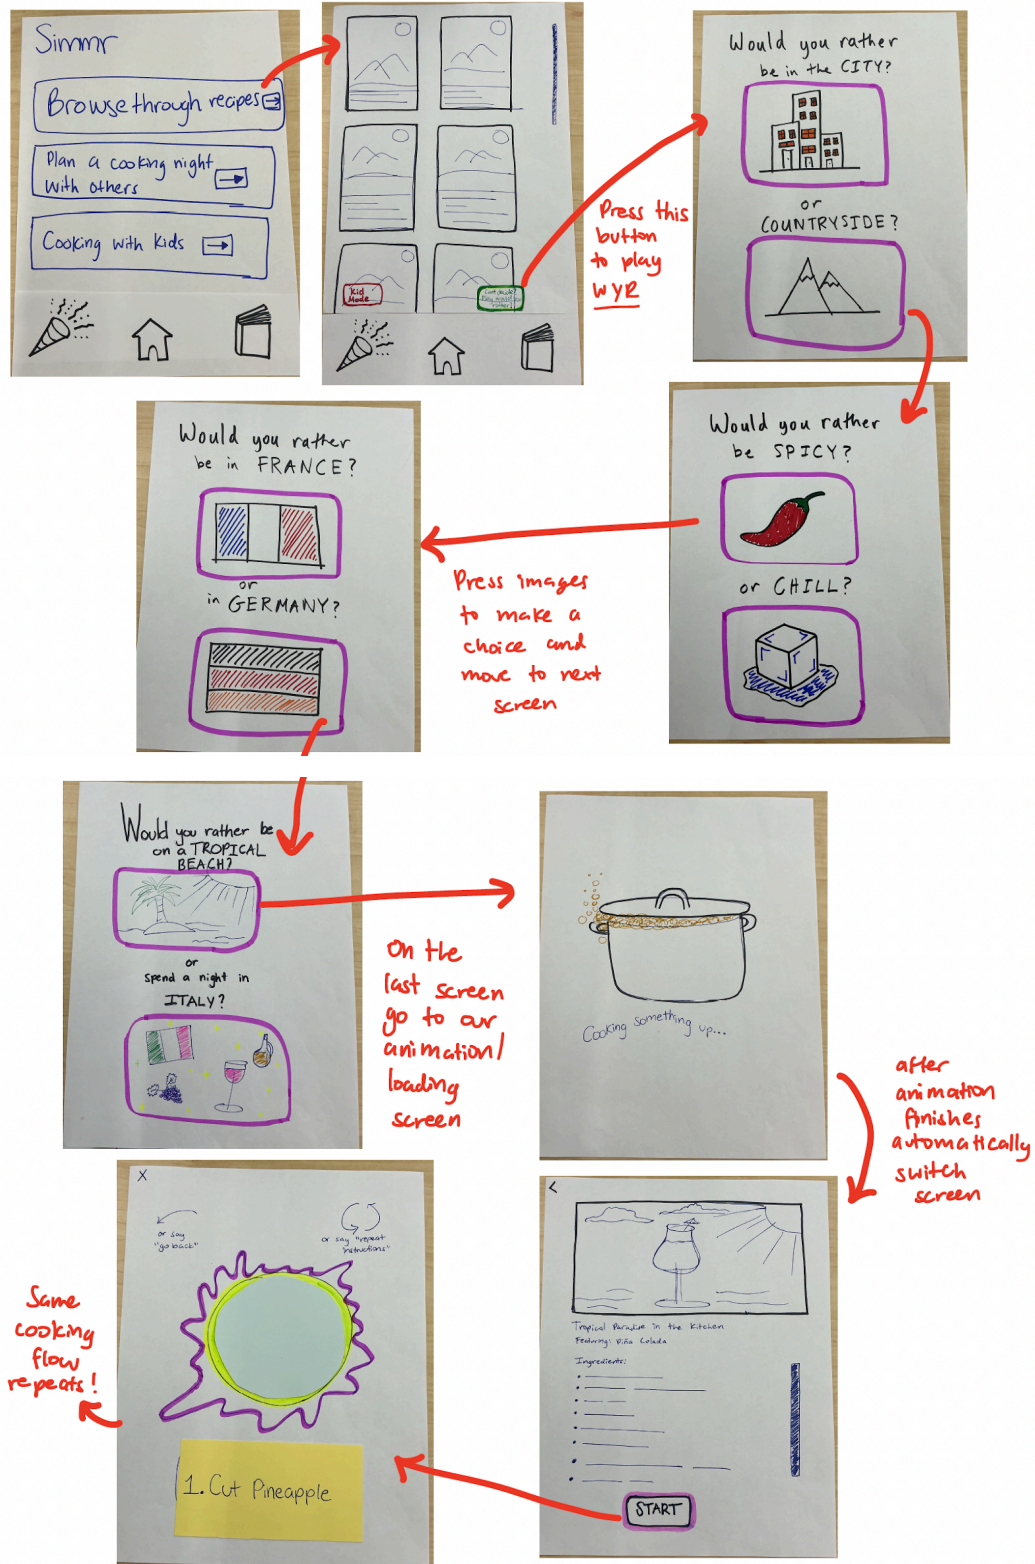 Simmr
Browse through recipes
Plan a cooking night
with others
Cooking with kids
Kid
Mode
Press this
button
to play
WYR
Would you rather
be in the CITY?
or
COUNTRYSIDE?
Would you rather
be SPICY?
or CHILL?
Press images
to make a
choice and
move to next
screen
Would you rather
be in FRANCE?
or
in GERMANY?
Would you rather be
on a TROPICAL
BEACH?
or
spend a night in
ITALY?
On the
last screen
go to our
animation/
loading
screen
Cooking something up...
after
animation
finishes
automatically
switch
screen
<
Tropical Paradise in the Kitchen
Featuring: Piña Colada
Ingredients:
START
X
or say
"go back"
or say "repeat
instructions"
1. Cut Pineapple
Same
cooking
flow
repeats!